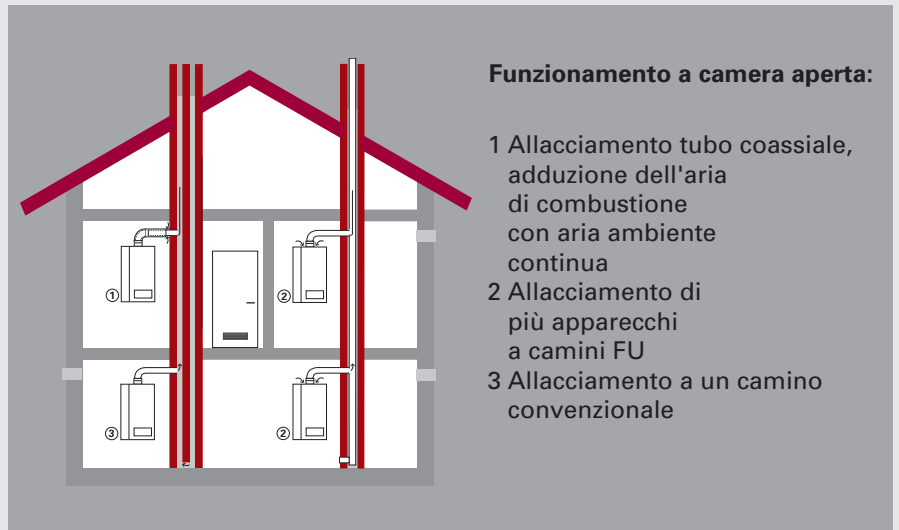 Funzionamento a camera aperta:
1 Allacciamento tubo coassiale,
adduzione dell'aria
di combustione
con aria ambiente
continua
2 Allacciamento di
più apparecchi
a camini FU
3 Allacciamento a un camino
convenzionale
1
2
3
2